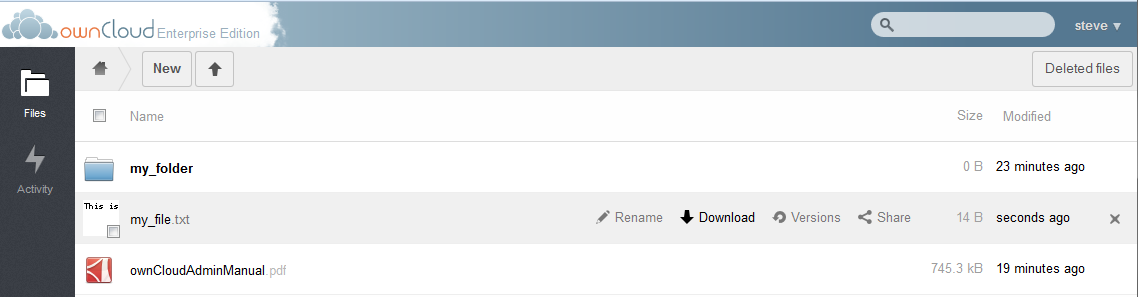 ownCloud Enterprise Edition
steve ▼
New
Deleted files
Files
Activity
Name Size Modified
my_folder 0 B 23 minutes ago
This is
my_file.txt Rename Download Versions Share 14 B seconds ago
ownCloudAdminManual.pdf 745.3 kB 19 minutes ago